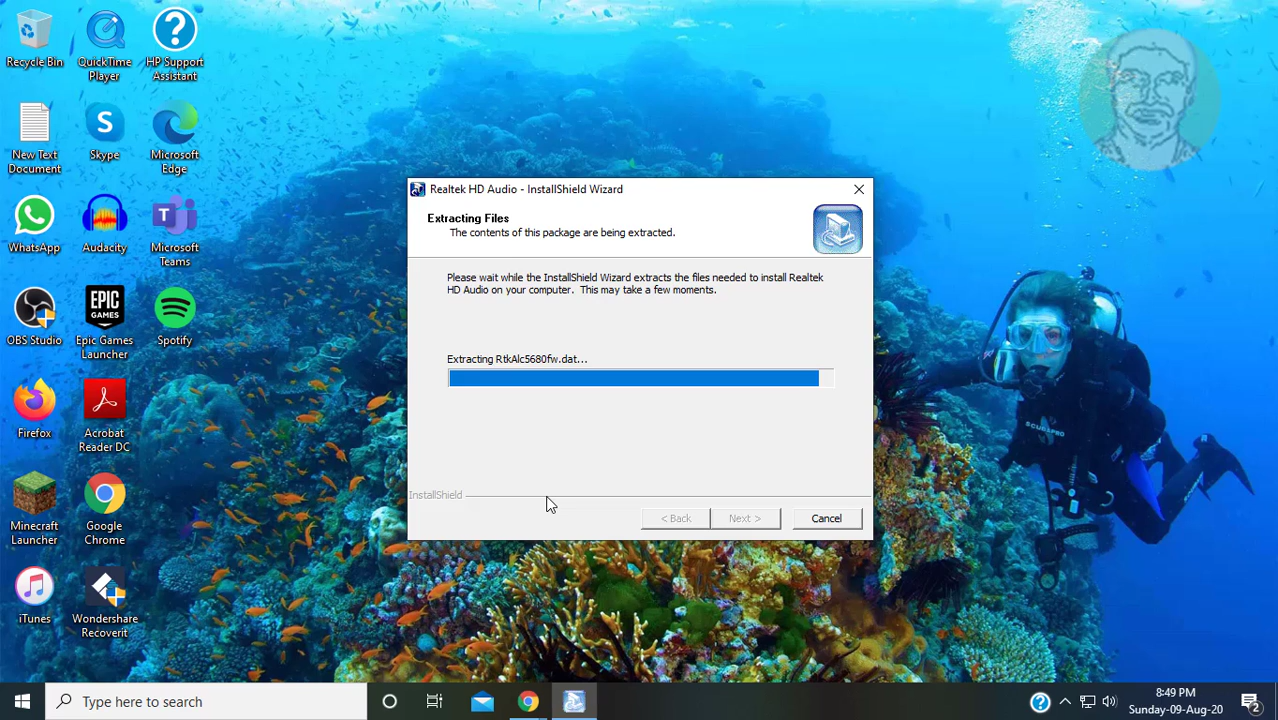 Recycle Bin
QuickTime
Player
HP Support
Assistant
New Text
Document
Skype
Microsoft
Edge
WhatsApp
Audacity
Microsoft
Teams
OBS Studio
EPIC
GAMES
Epic Games
Launcher
Spotify
Firefox
Acrobat
Reader DC
Minecraft
Launcher
Google
Chrome
iTunes
Wondershare
Recoverit
Realtek HD Audio - InstallShield Wizard
Extracting Files
The contents of this package are being extracted.
Please wait while the InstallShield Wizard extracts the files needed to install Realtek
HD Audio on your computer.  This may take a few moments.
Extracting RtkAlc5680fw.dat...
InstallShield
< Back
Next >
Cancel
SCUBAPRO
Type here to search
8:49 PM
Sunday-09-Aug-20
2